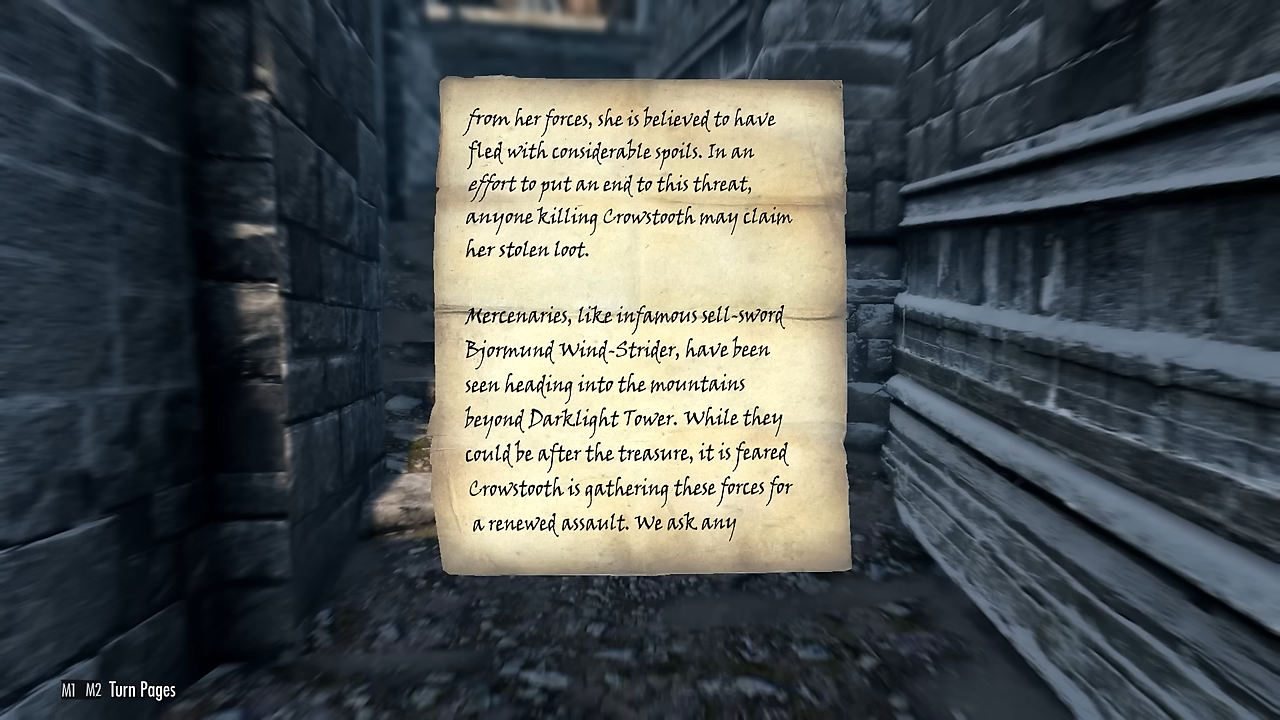 from her forces, she is believed to have
fled with considerable spoils. In an
effort to put an end to this threat,
anyone killing Crowstooth may claim
her stolen loot.
Mercenaries, like infamous sell-sword
Bjormund Wind-Strider, have been
seen heading into the mountains
beyond Darklight Tower. While they
could be after the treasure, it is feared
Crowstooth is gathering these forces for
a renewed assault. We ask any
M1 M2 Turn Pages